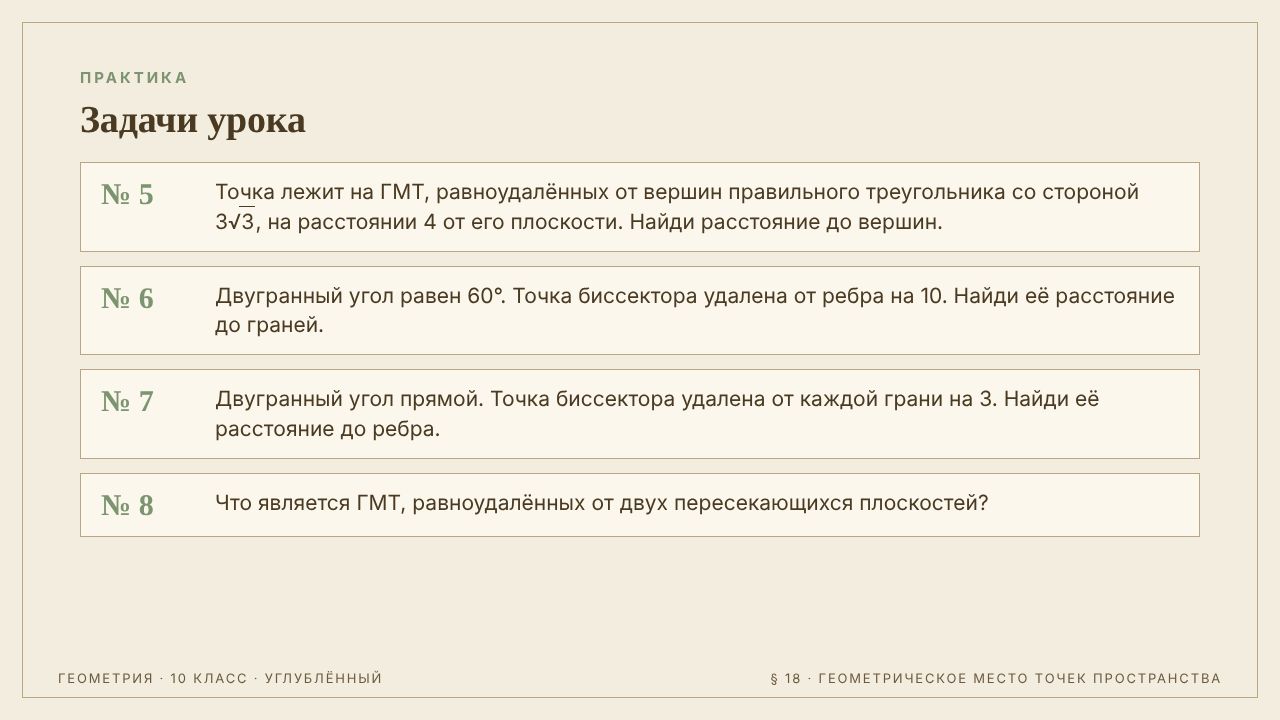 ПРАКТИКА
Задачи урока
№ 5
Точка лежит на ГМТ, равноудалённых от вершин правильного треугольника со стороной
3√3, на расстоянии 4 от его плоскости. Найди расстояние до вершин.
№ 6
Двугранный угол равен 60°. Точка биссектора удалена от ребра на 10. Найди её расстояние
до граней.
№ 7
Двугранный угол прямой. Точка биссектора удалена от каждой грани на 3. Найди её
расстояние до ребра.
№ 8
Что является ГМТ, равноудалённых от двух пересекающихся плоскостей?
ГЕОМЕТРИЯ · 10 КЛАСС · УГЛУБЛЁННЫЙ
§ 18 · ГЕОМЕТРИЧЕСКОЕ МЕСТО ТОЧЕК ПРОСТРАНСТВА